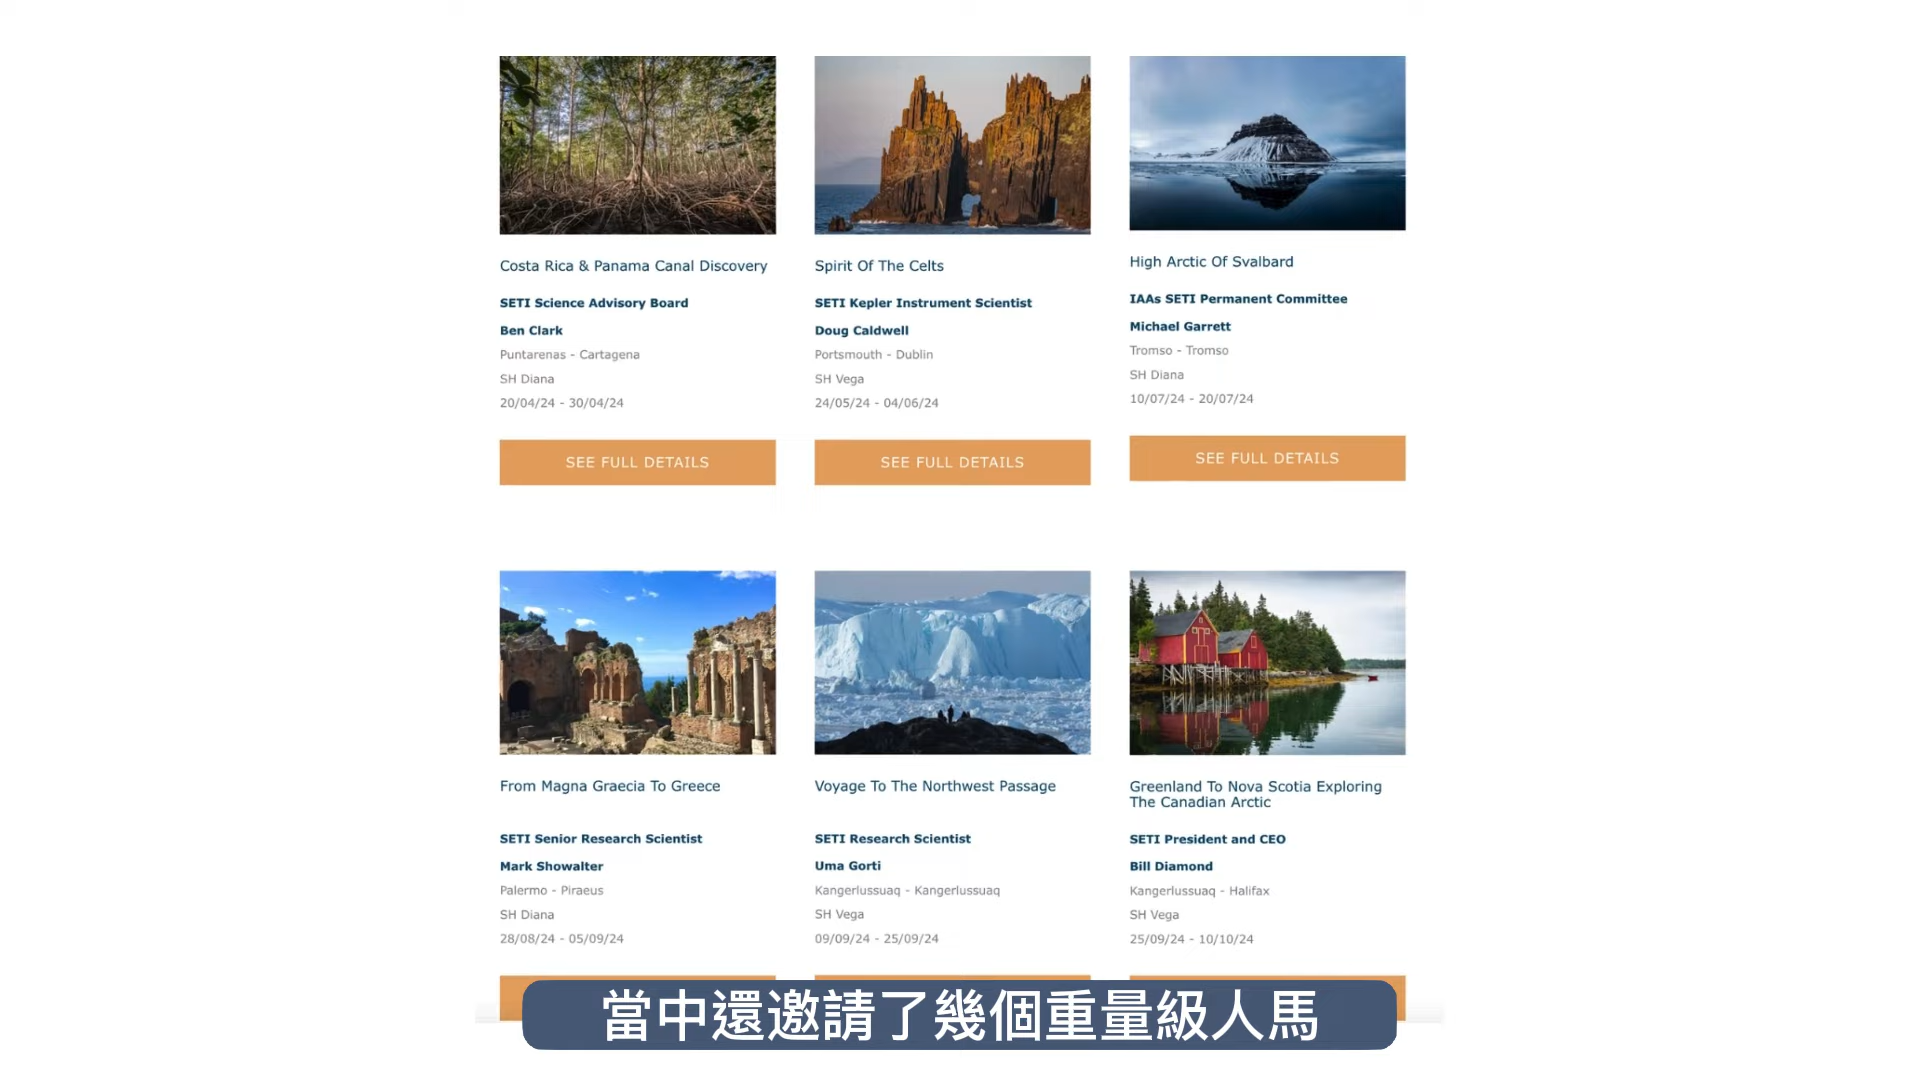 Costa Rica & Panama Canal Discovery
SETI Science Advisory Board
Ben Clark
Puntarenas - Cartagena
SH Diana
20/04/24 - 30/04/24
SEE FULL DETAILS
Spirit Of The Celts
SETI Kepler Instrument Scientist
Doug Caldwell
Portsmouth - Dublin
SH Vega
24/05/24 - 04/06/24
SEE FULL DETAILS
High Arctic Of Svalbard
IAAs SETI Permanent Committee
Michael Garrett
Tromso - Tromso
SH Diana
10/07/24 - 20/07/24
SEE FULL DETAILS
From Magna Graecia To Greece
SETI Senior Research Scientist
Mark Showalter
Palermo - Piraeus
SH Diana
28/08/24 - 05/09/24
Voyage To The Northwest Passage
SETI Research Scientist
Uma Gorti
Kangerlussuaq - Kangerlussuaq
SH Vega
09/09/24 - 25/09/24
Greenland To Nova Scotia Exploring
The Canadian Arctic
SETI President and CEO
Bill Diamond
Kangerlussuaq - Halifax
SH Vega
25/09/24 - 10/10/24
當中還邀請了幾個重量級人馬